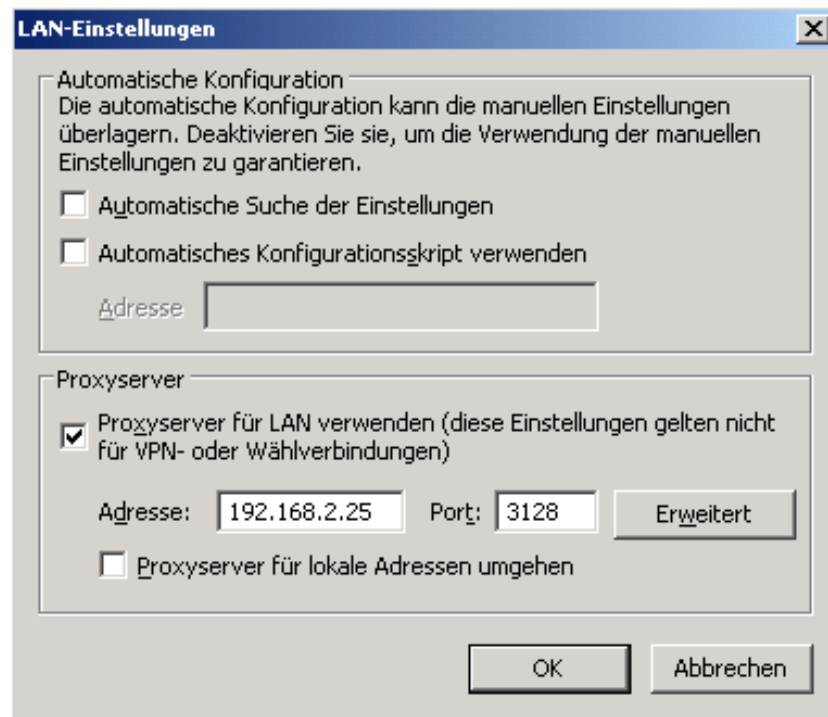 LAN-Einstellungen
Automatische Konfiguration
Die automatische Konfiguration kann die manuellen Einstellungen
überlagern. Deaktivieren Sie sie, um die Verwendung der manuellen
Einstellungen zu garantieren.
Automatische Suche der Einstellungen
Automatisches Konfigurationsskript verwenden
Adresse
Proxyserver
Proxyserver für LAN verwenden (diese Einstellungen gelten nicht
für VPN- oder Wählverbindungen)
Adresse: 192.168.2.25 Port: 3128 Erweitert
Proxyserver für lokale Adressen umgehen
OK Abbrechen